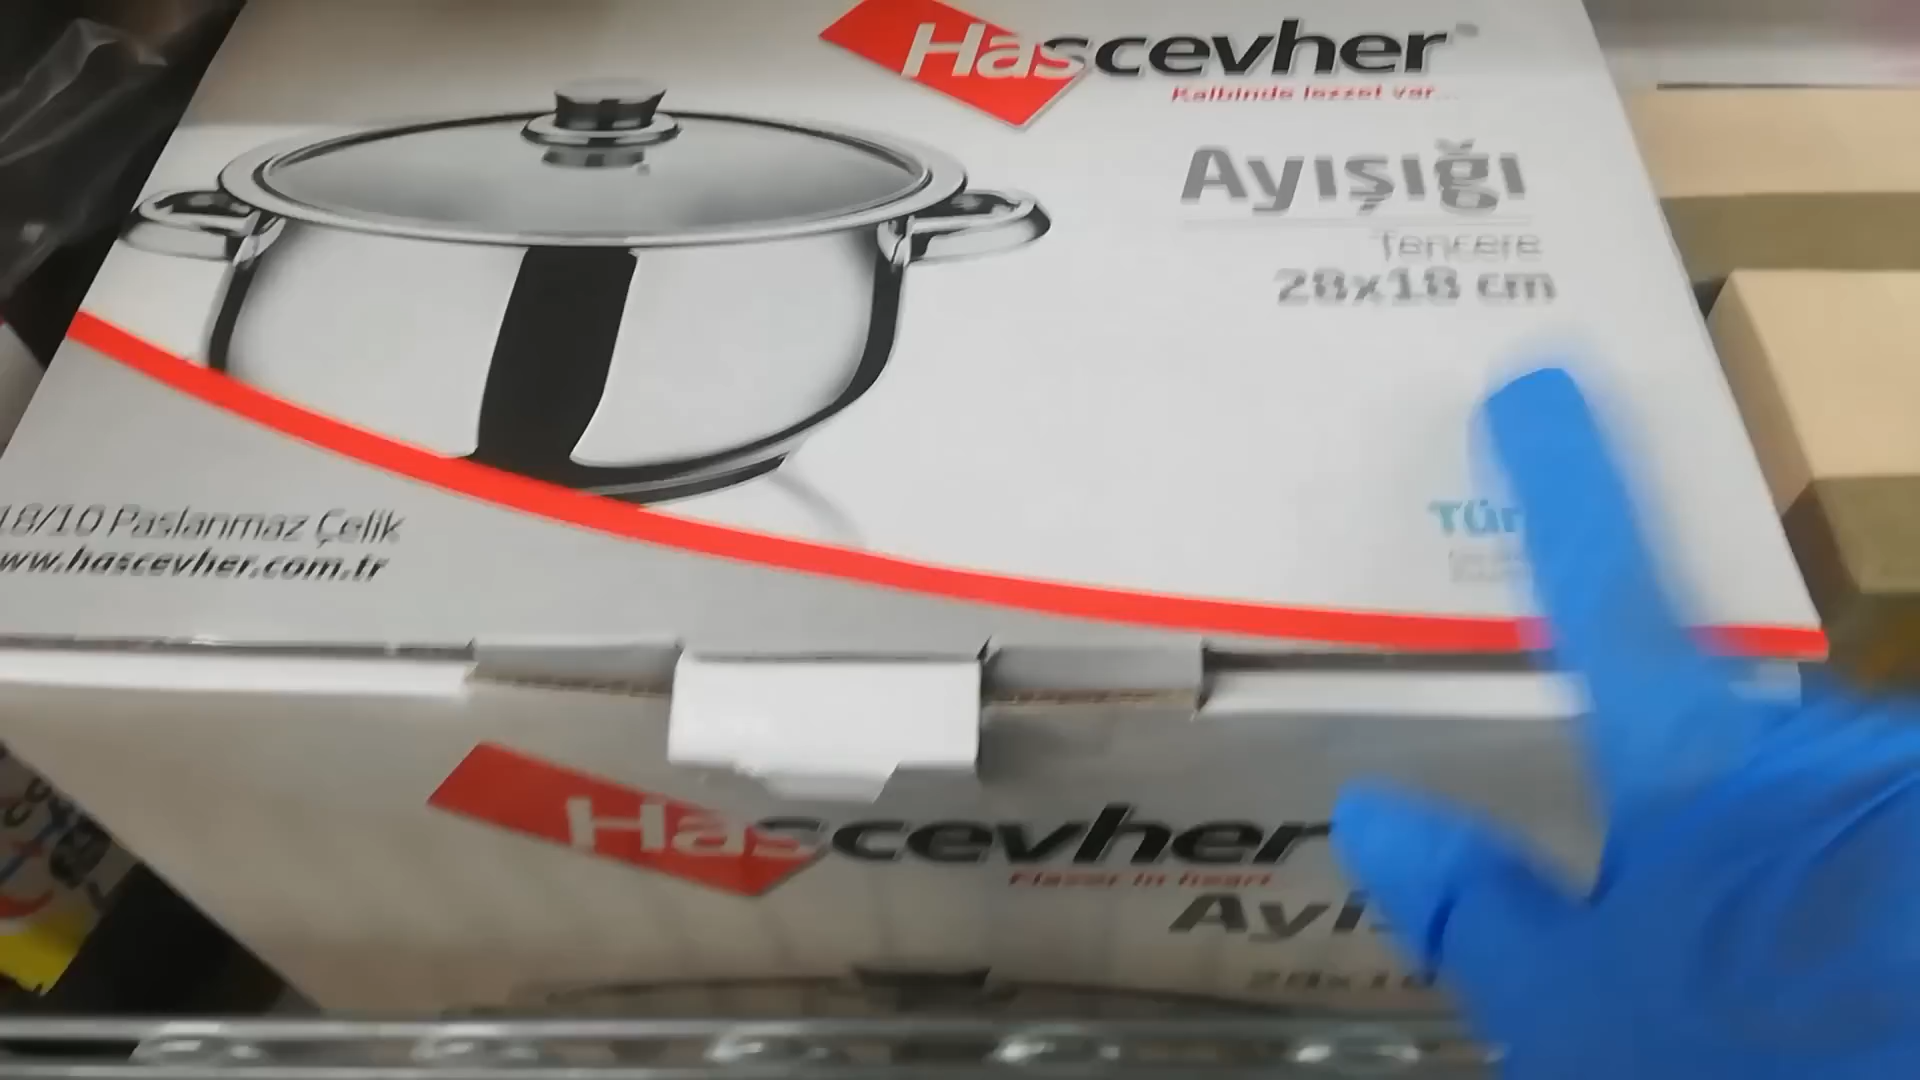 Hascevher®
Kalbinde lezzet var...
Ayışığı
Tencere
28x18 cm
18/10 Paslanmaz Çelik
www.hascevher.com.tr
Hascevher
Flavor in heart